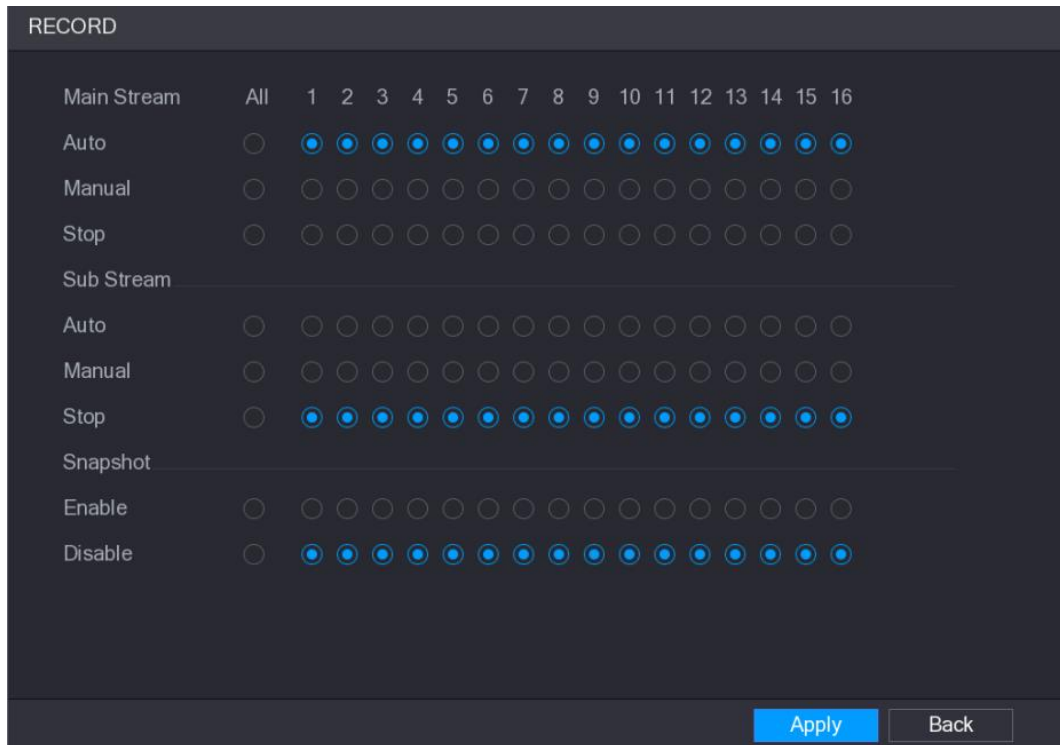 RECORD
Main Stream All 1 2 3 4 5 6 7 8 9 10 11 12 13 14 15 16
Auto
Manual
Stop
Sub Stream
Auto
Manual
Stop
Snapshot
Enable
Disable
Apply Back